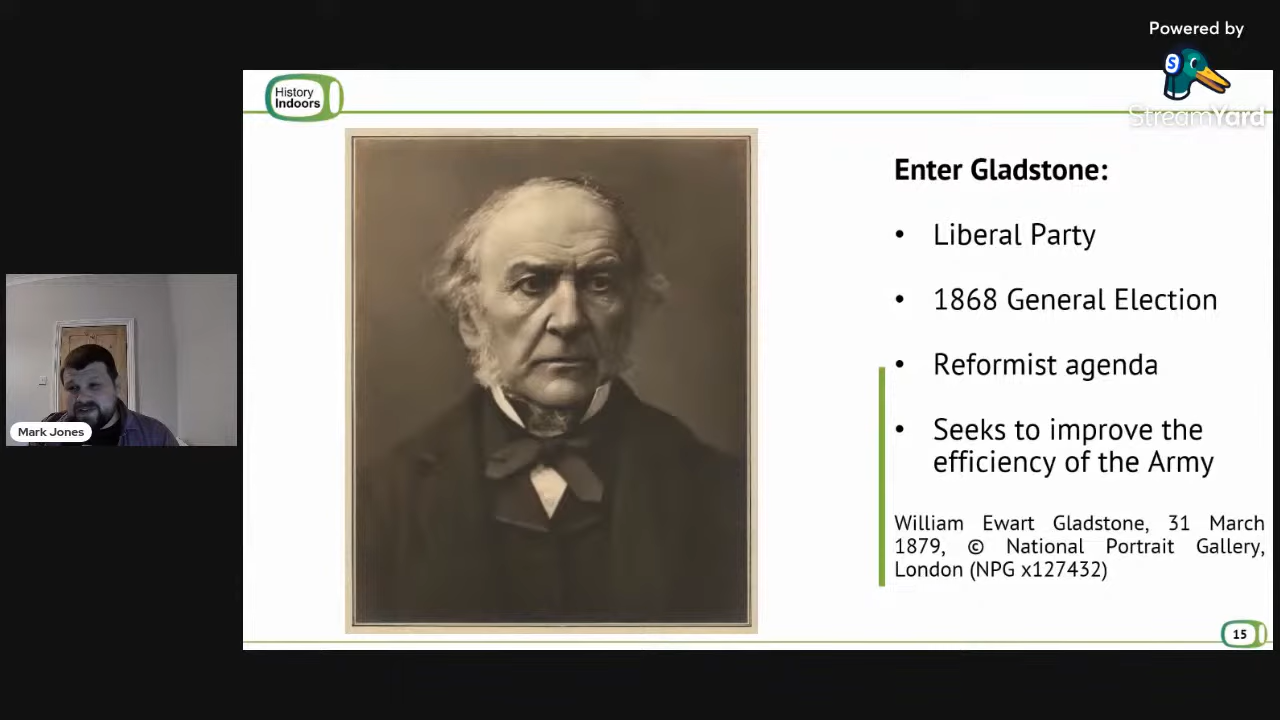 Powered by
S
StreamYard
History
Indoors
Enter Gladstone:
• Liberal Party
• 1868 General Election
• Reformist agenda
• Seeks to improve the
efficiency of the Army
William Ewart Gladstone, 31 March
1879, © National Portrait Gallery,
London (NPG x127432)
Mark Jones
15